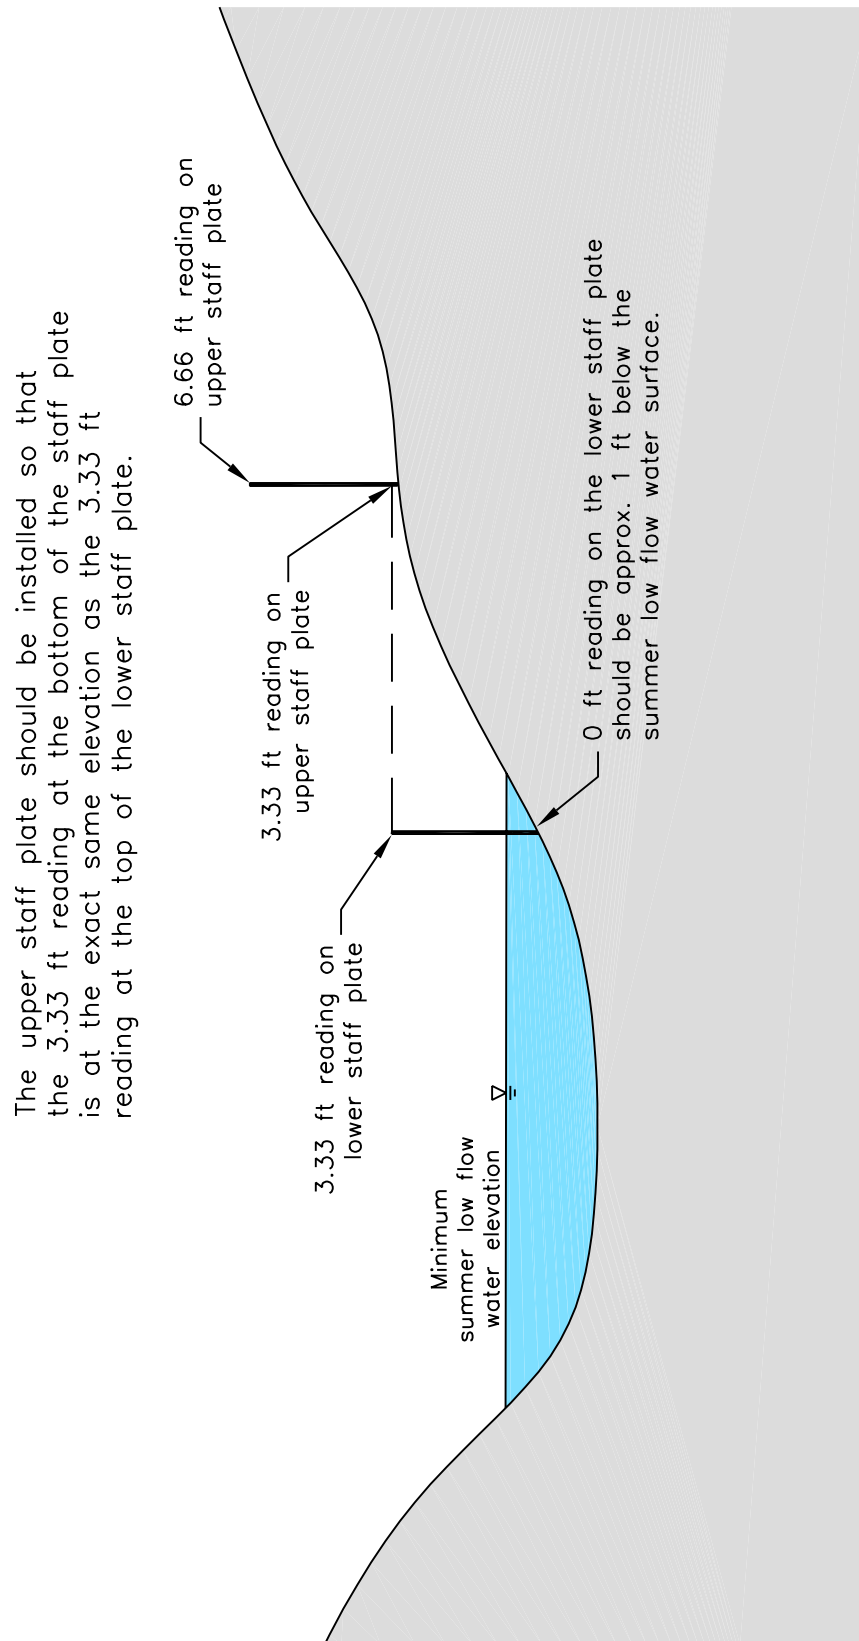 The upper staff plate should be installed so that
the 3.33 ft reading at the bottom of the staff plate
is at the exact same elevation as the 3.33 ft
reading at the top of the lower staff plate.
6.66 ft reading on
upper staff plate
3.33 ft reading on
upper staff plate
3.33 ft reading on
lower staff plate
Minimum
summer low flow
water elevation
0 ft reading on the lower staff plate
should be approx. 1 ft below the
summer low flow water surface.